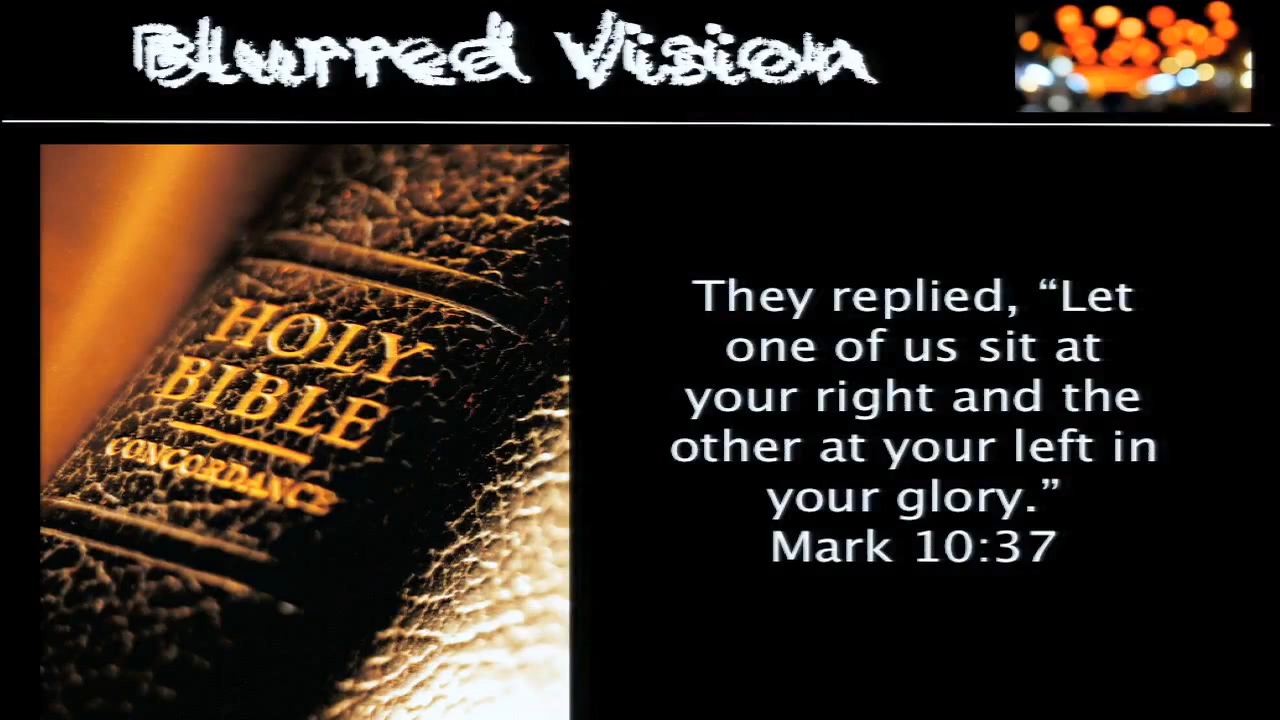 Blurred Vision
HOLY
BIBLE
CONCORDANCE
They replied, “Let
one of us sit at
your right and the
other at your left in
your glory.”
Mark 10:37